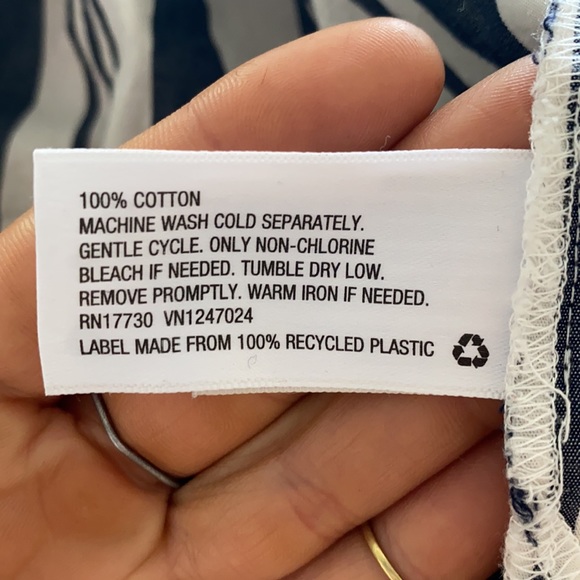 100% COTTON
MACHINE WASH COLD SEPARATELY.
GENTLE CYCLE. ONLY NON-CHLORINE
BLEACH IF NEEDED. TUMBLE DRY LOW.
REMOVE PROMPTLY. WARM IRON IF NEEDED.
RN17730 VN1247024
LABEL MADE FROM 100% RECYCLED PLASTIC